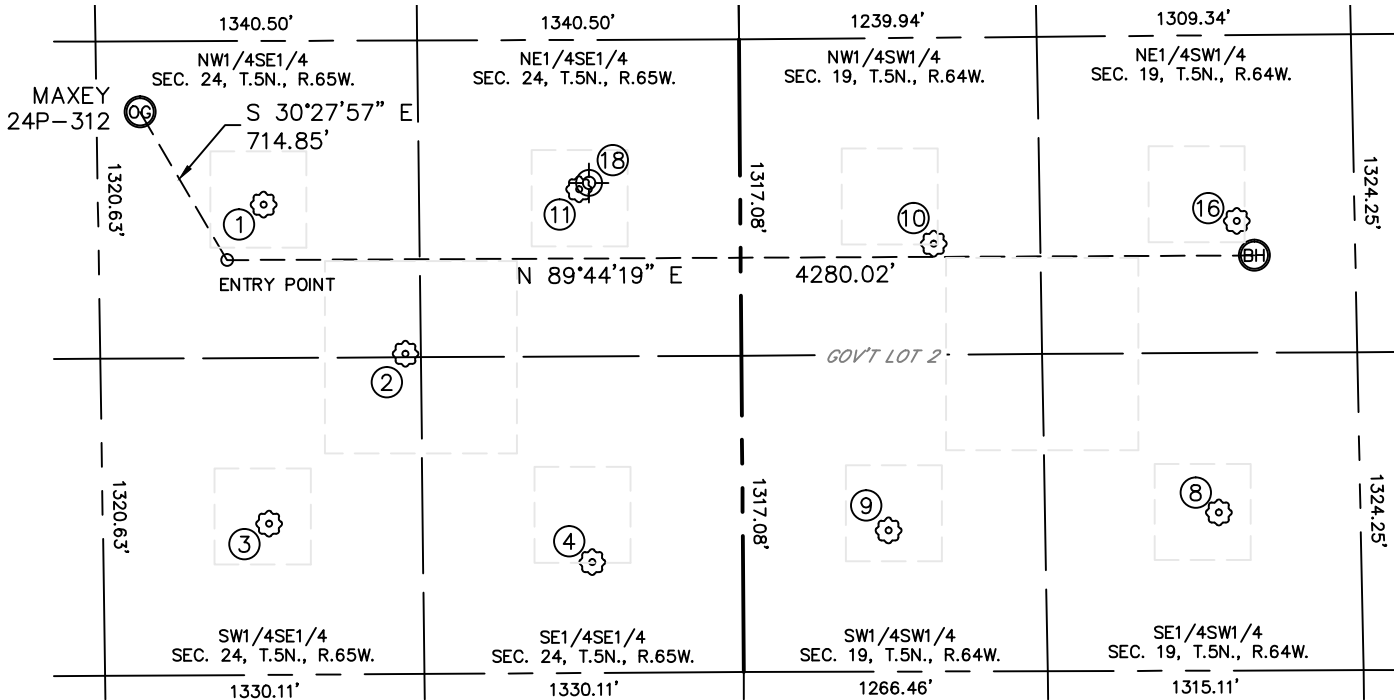 1340.50'
1340.50'
1239.94'
1309.34'
NW1/4SE1/4
SEC. 24, T.5N., R.65W.
NE1/4SE1/4
SEC. 24, T.5N., R.65W.
NW1/4SW1/4
SEC. 19, T.5N., R.64W.
NE1/4SW1/4
SEC. 19, T.5N., R.64W.
MAXEY
24P-312
OG
S 30°27'57" E
714.85'
1320.63'
1
11
18
1317.08'
10
16
1324.25'
ENTRY POINT
N 89°44'19" E
4280.02'
BH
GOV'T LOT 2
2
1320.63'
3
4
1317.08'
9
8
1324.25'
SW1/4SE1/4
SEC. 24, T.5N., R.65W.
SE1/4SE1/4
SEC. 24, T.5N., R.65W.
SW1/4SW1/4
SEC. 19, T.5N., R.64W.
SE1/4SW1/4
SEC. 19, T.5N., R.64W.
1330.11'
1330.11'
1266.46'
1315.11'